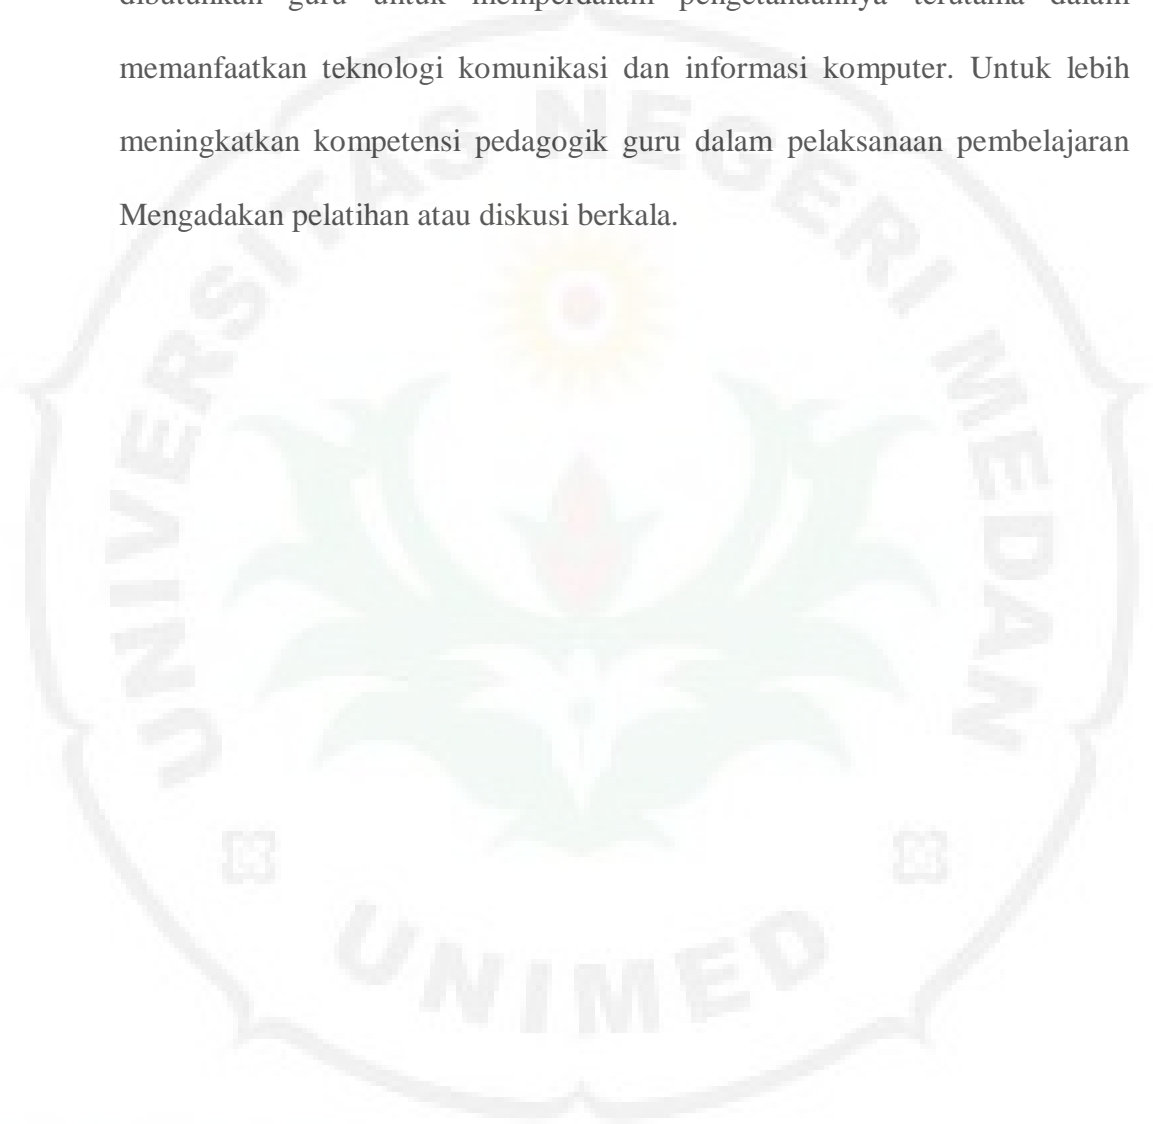 dibutuhkan guru untuk memperdalam pengetahuannya terutama dalam
memanfaatkan teknologi komunikasi dan informasi komputer. Untuk lebih
meningkatkan kompetensi pedagogik guru dalam pelaksanaan pembelajaran
Mengadakan pelatihan atau diskusi berkala.
UNIVERSITAS NEGERI MEDAN
UNIMED